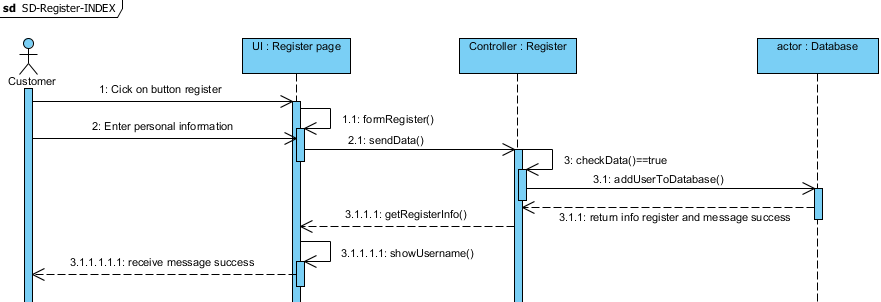 sd SD-Register-INDEX
UI : Register page
Controller : Register
actor : Database
Customer
1: Cick on button register
1.1: formRegister()
2: Enter personal information
2.1: sendData()
3: checkData()==true
3.1: addUserToDatabase()
3.1.1: return info register and message success
3.1.1.1: getRegisterInfo()
3.1.1.1.1: showUsername()
3.1.1.1.1.1: receive message success